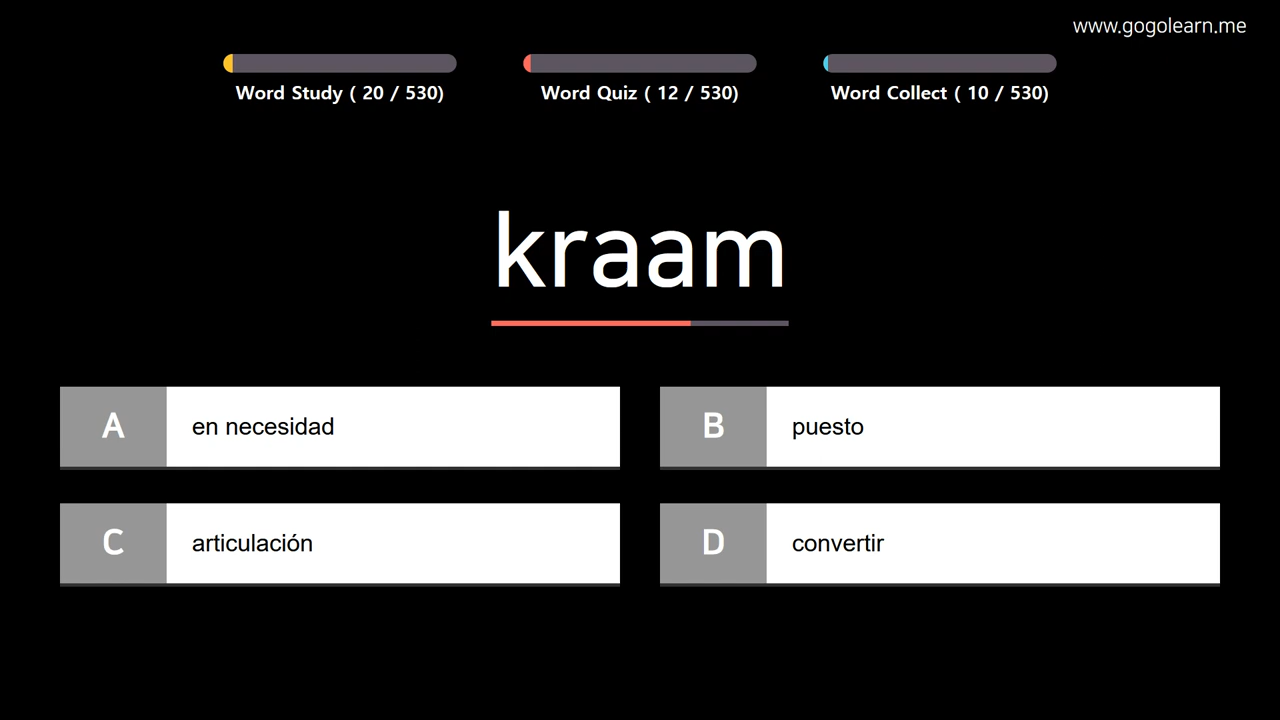 www.gogolearn.me
Word Study ( 20 / 530)
Word Quiz ( 12 / 530)
Word Collect ( 10 / 530)
kraam
A en necesidad
B puesto
C articulación
D convertir